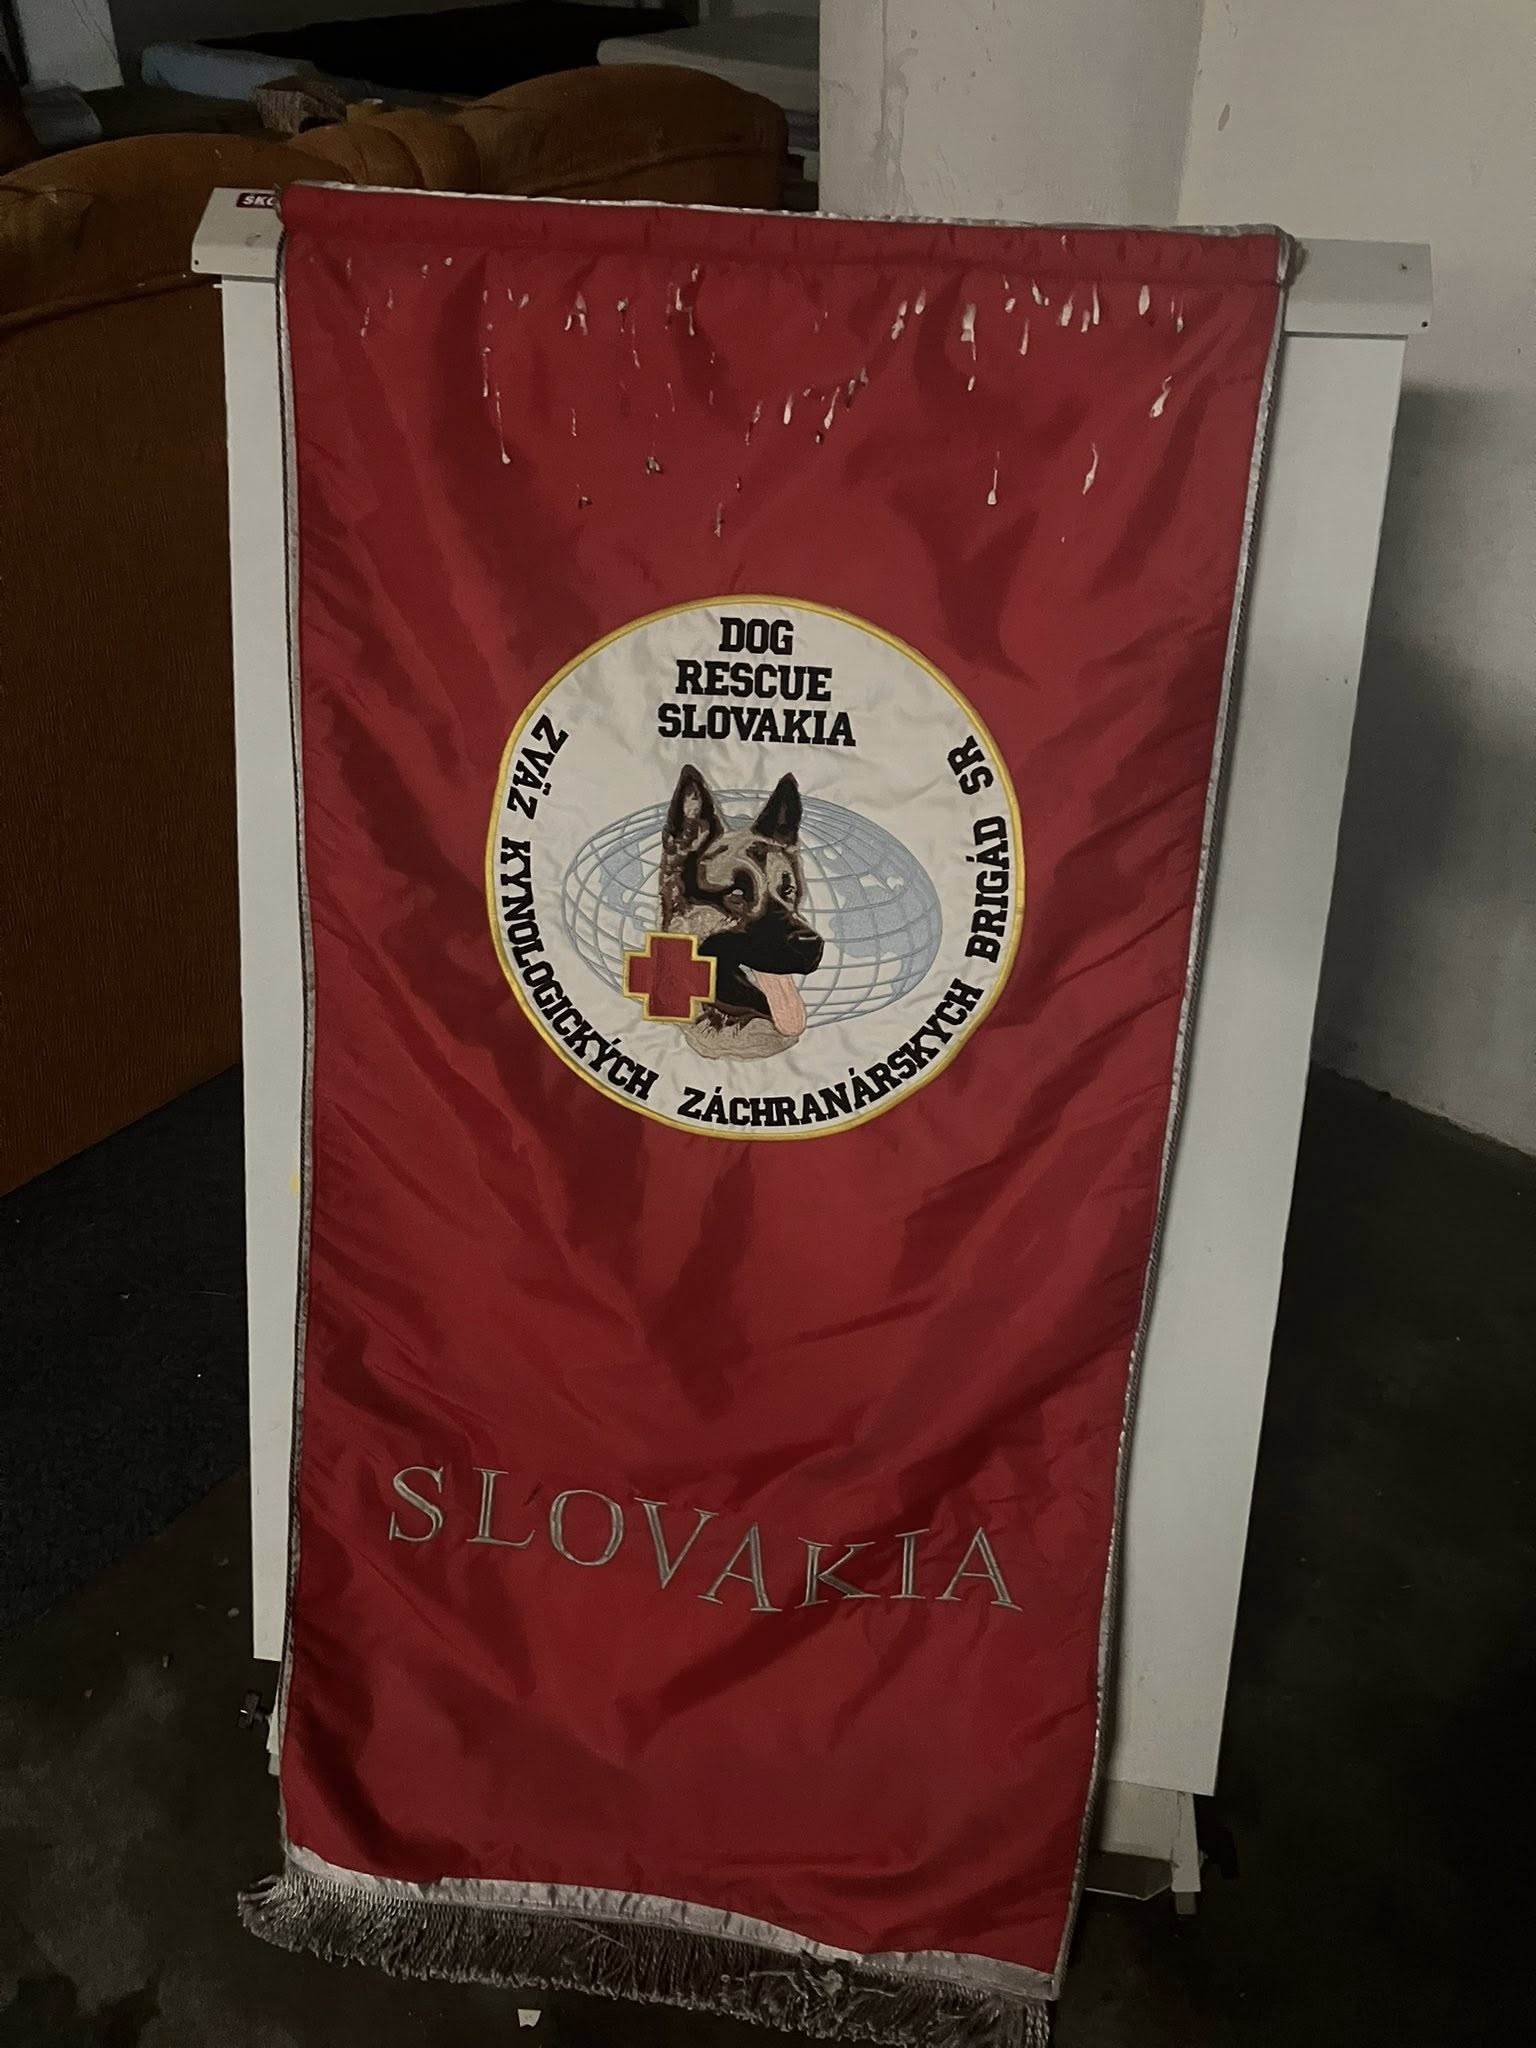 DOG
RESCUE
SLOVAKIA
ZVÄZ KYNOLOGICKÝCH ZÁCHRANÁRSKYCH BRIGÁD SR
SLOVAKIA